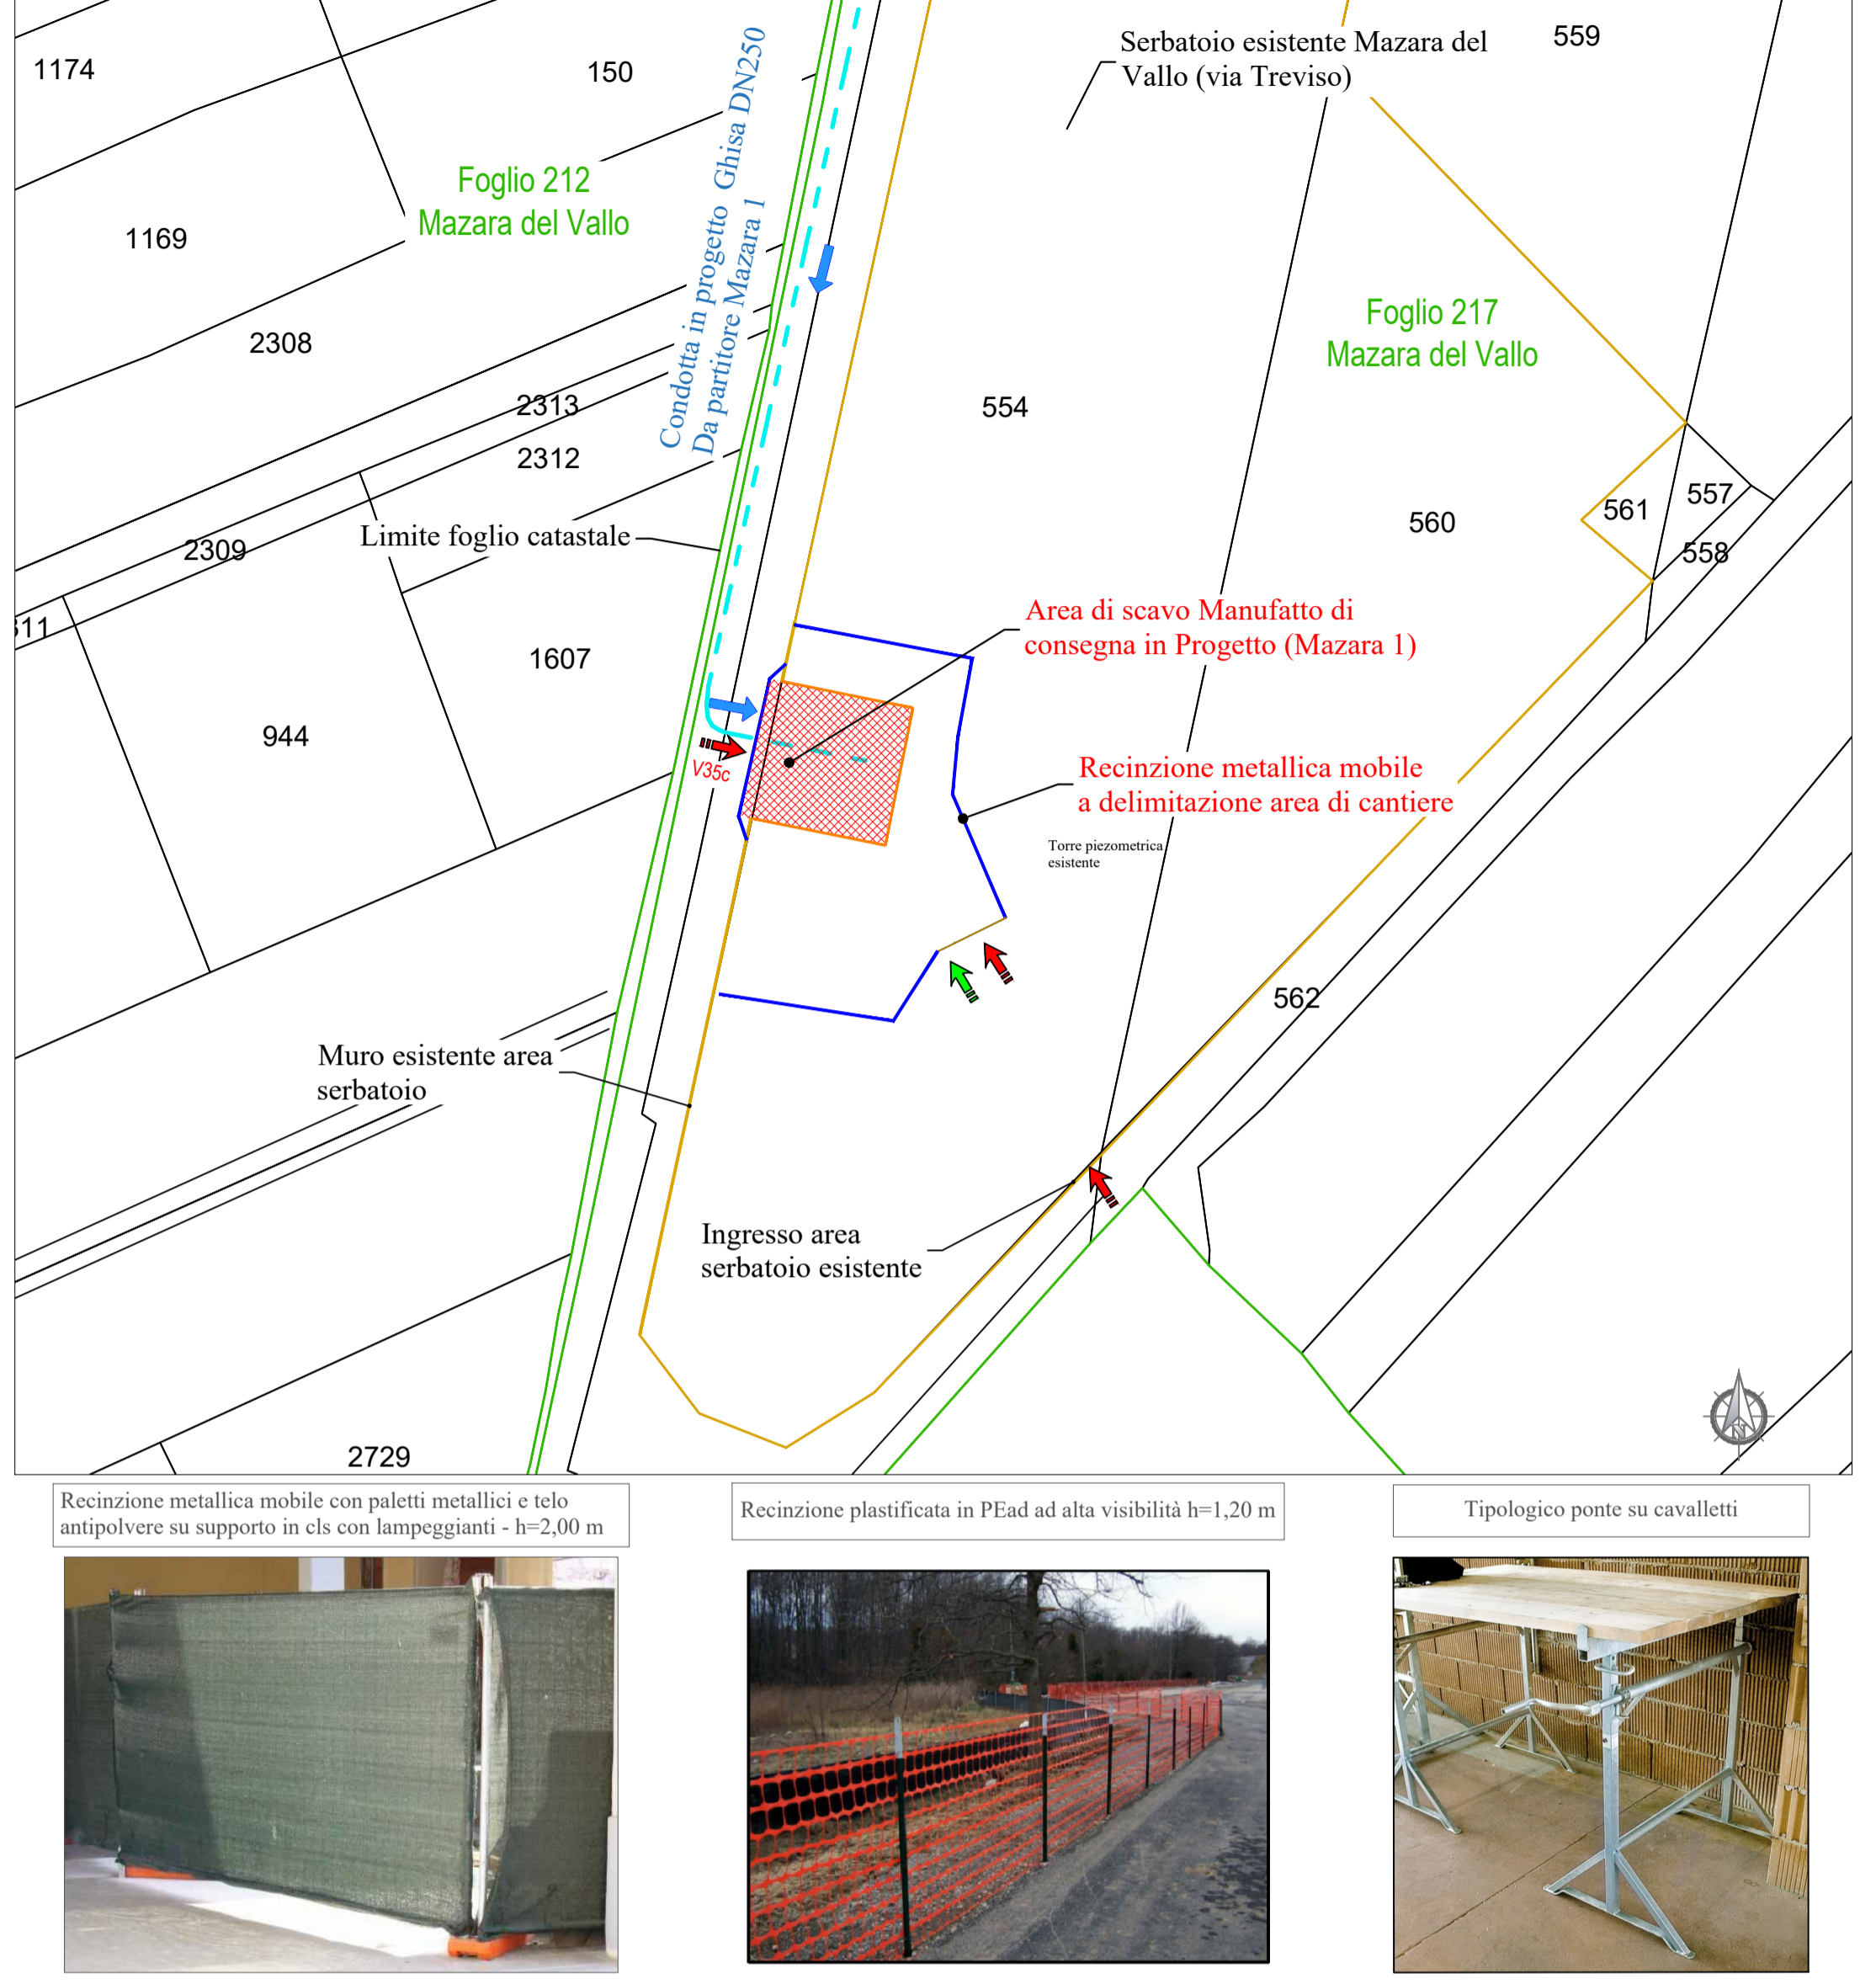 1174
150
Serbatoio esistente Mazara del
Vallo (via Treviso)
559
Condotta in progetto Ghisa DN250
Da partitore Mazara 1
Foglio 212
Mazara del Vallo
1169
2308
Foglio 217
Mazara del Vallo
554
2313
2312
560
561
557
558
Limite foglio catastale
2309
311
1607
944
Area di scavo Manufatto di
consegna in Progetto (Mazara 1)
V35c
Recinzione metallica mobile
a delimitazione area di cantiere
Torre piezometrica
esistente
562
Muro esistente area
serbatoio
Ingresso area
serbatoio esistente
2729
N
Recinzione metallica mobile con paletti metallici e telo
antipolvere su supporto in cls con lampeggianti - h=2,00 m
Recinzione plastificata in PEad ad alta visibilità h=1,20 m
Tipologico ponte su cavalletti